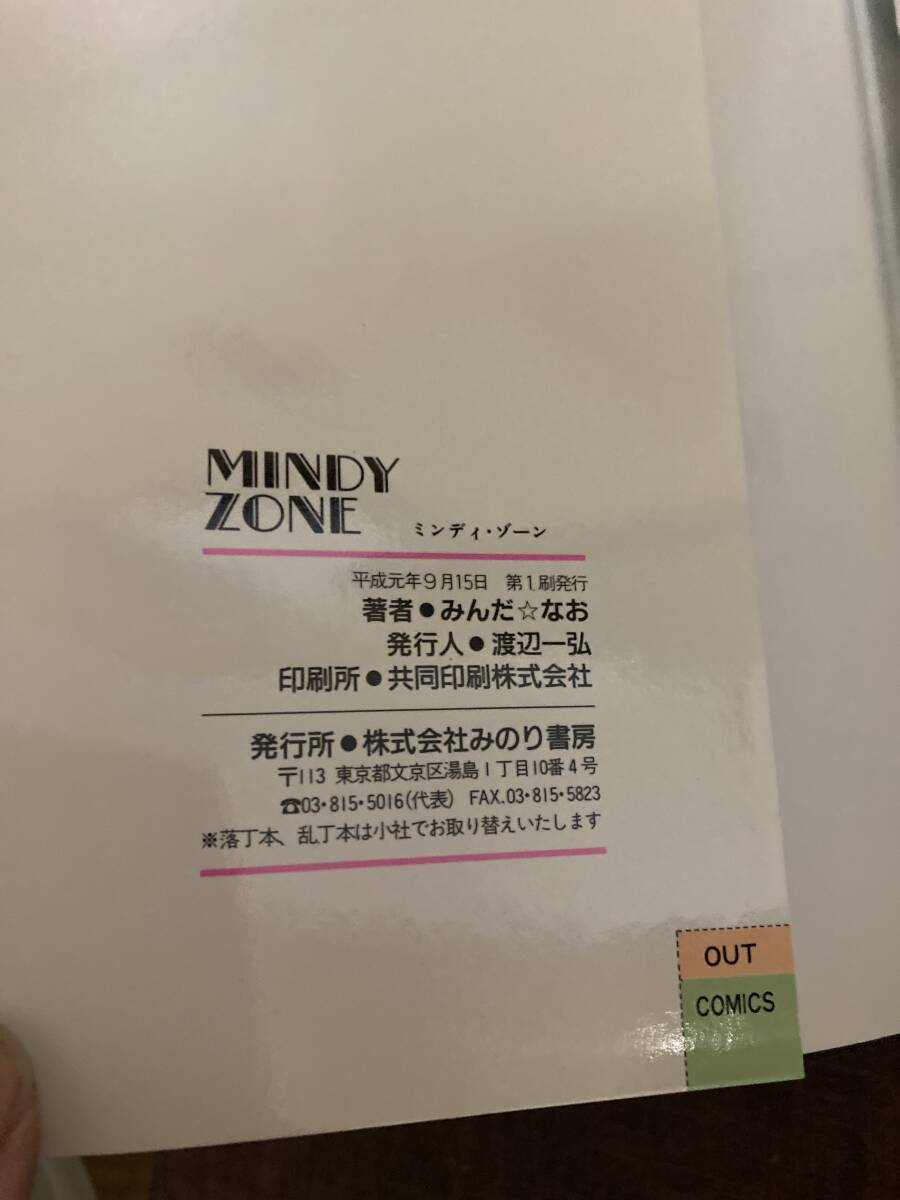 MINDY
ZONE
ミンディ・ゾーン
平成元年9月15日 第1刷発行
著者●みんだ☆なお
発行人●渡辺一弘
印刷所●共同印刷株式会社
発行所●株式会社みのり書房
〒113 東京都文京区湯島1丁目10番4号
☎03・815・5016(代表) FAX.03・815・5823
※落丁本、乱丁本は小社でお取り替えいたします
OUT
COMICS